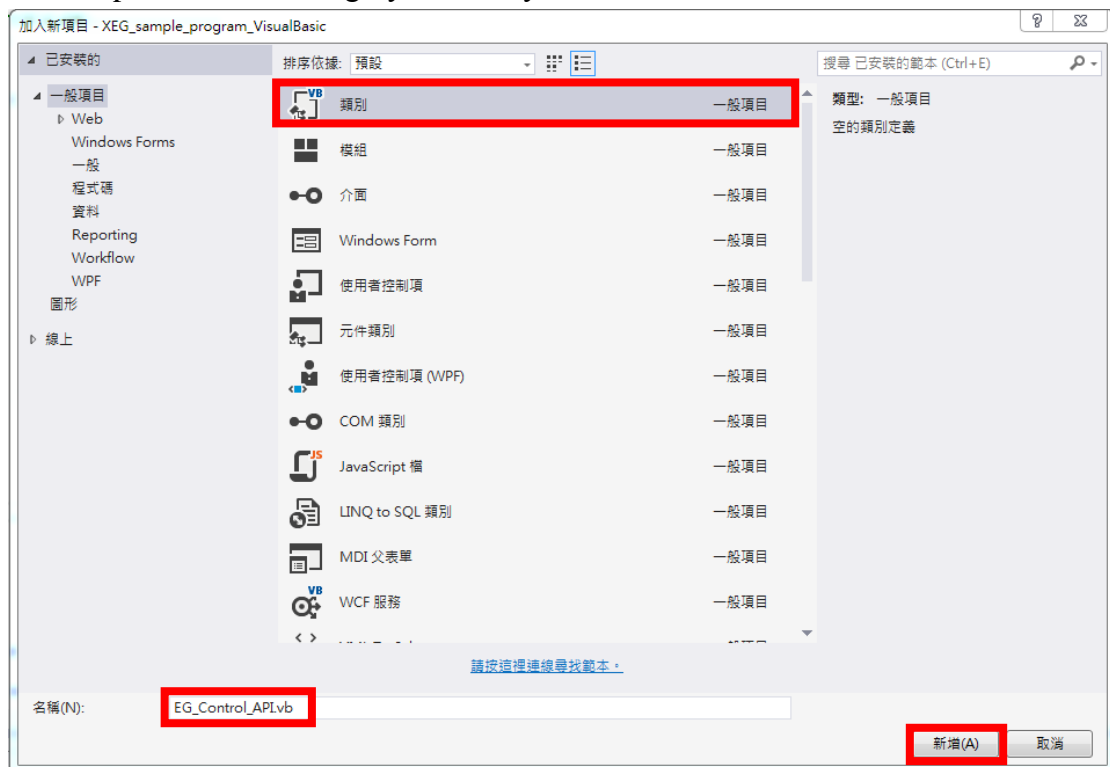 加入新項目 - XEG_sample_program_VisualBasic
已安裝的
排序依據: 預設
搜尋 已安裝的範本 (Ctrl+E)
一般項目
Web
Windows Forms
一般
程式碼
資料
Reporting
Workflow
WPF
圖形
線上
VB 類別 一般項目
模組 一般項目
介面 一般項目
Windows Form 一般項目
使用者控制項 一般項目
元件類別 一般項目
使用者控制項 (WPF) 一般項目
COM 類別 一般項目
JS JavaScript 檔 一般項目
LINQ to SQL 類別 一般項目
MDI 父表單 一般項目
VB WCF 服務 一般項目
類型: 一般項目
空的類別定義
請按這裡連線尋找範本。
名稱(N): EG_Control_API.vb
新增(A) 取消